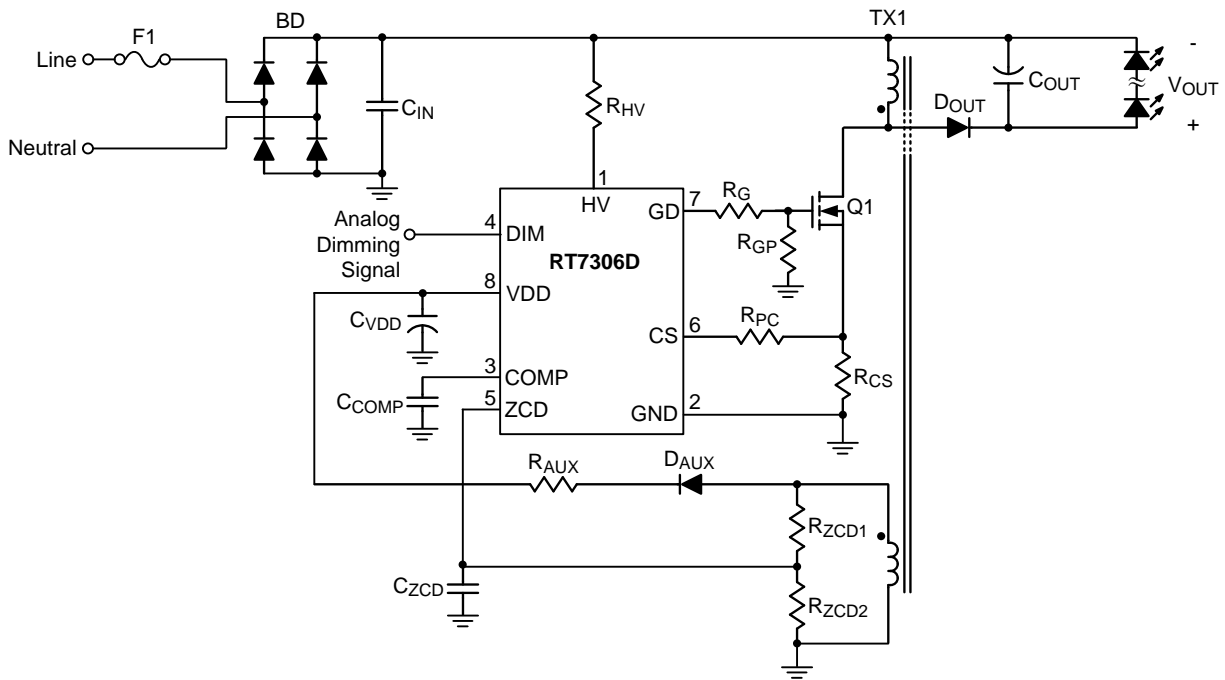 BD
TX1
F1
Line
Neutral
CIN
RHV
COUT
DOUT
-
VOUT
+
1
HV
Analog
Dimming
Signal
4
DIM
GD
7
RG
Q1
RGP
RT7306D
8
VDD
CVDD
CS
6
RPC
RCS
3
COMP
CCOMP
5
ZCD
GND
2
RAUX
DAUX
RZCD1
CZCD
RZCD2